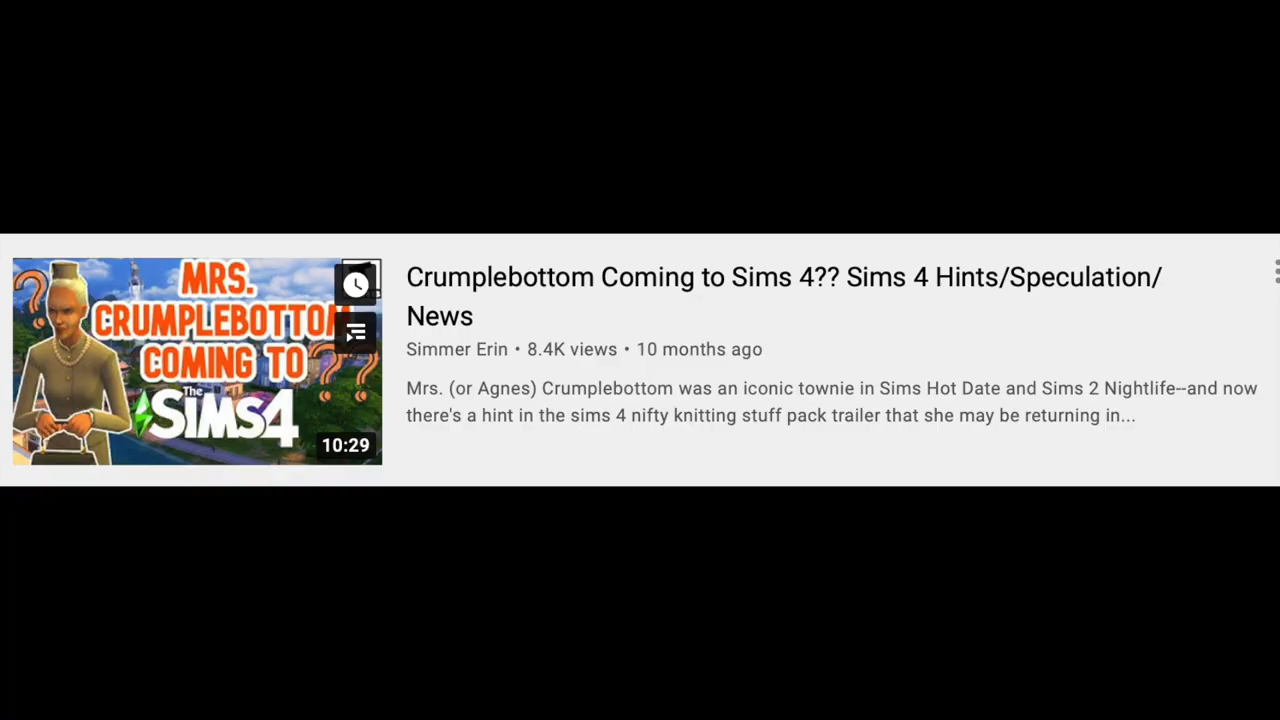 MRS.
CRUMPLEBOTTOM
COMING TO
The
SIMS4
10:29
Crumplebottom Coming to Sims 4?? Sims 4 Hints/Speculation/
News
Simmer Erin • 8.4K views • 10 months ago
Mrs. (or Agnes) Crumplebottom was an iconic townie in Sims Hot Date and Sims 2 Nightlife--and now
there's a hint in the sims 4 nifty knitting stuff pack trailer that she may be returning in...